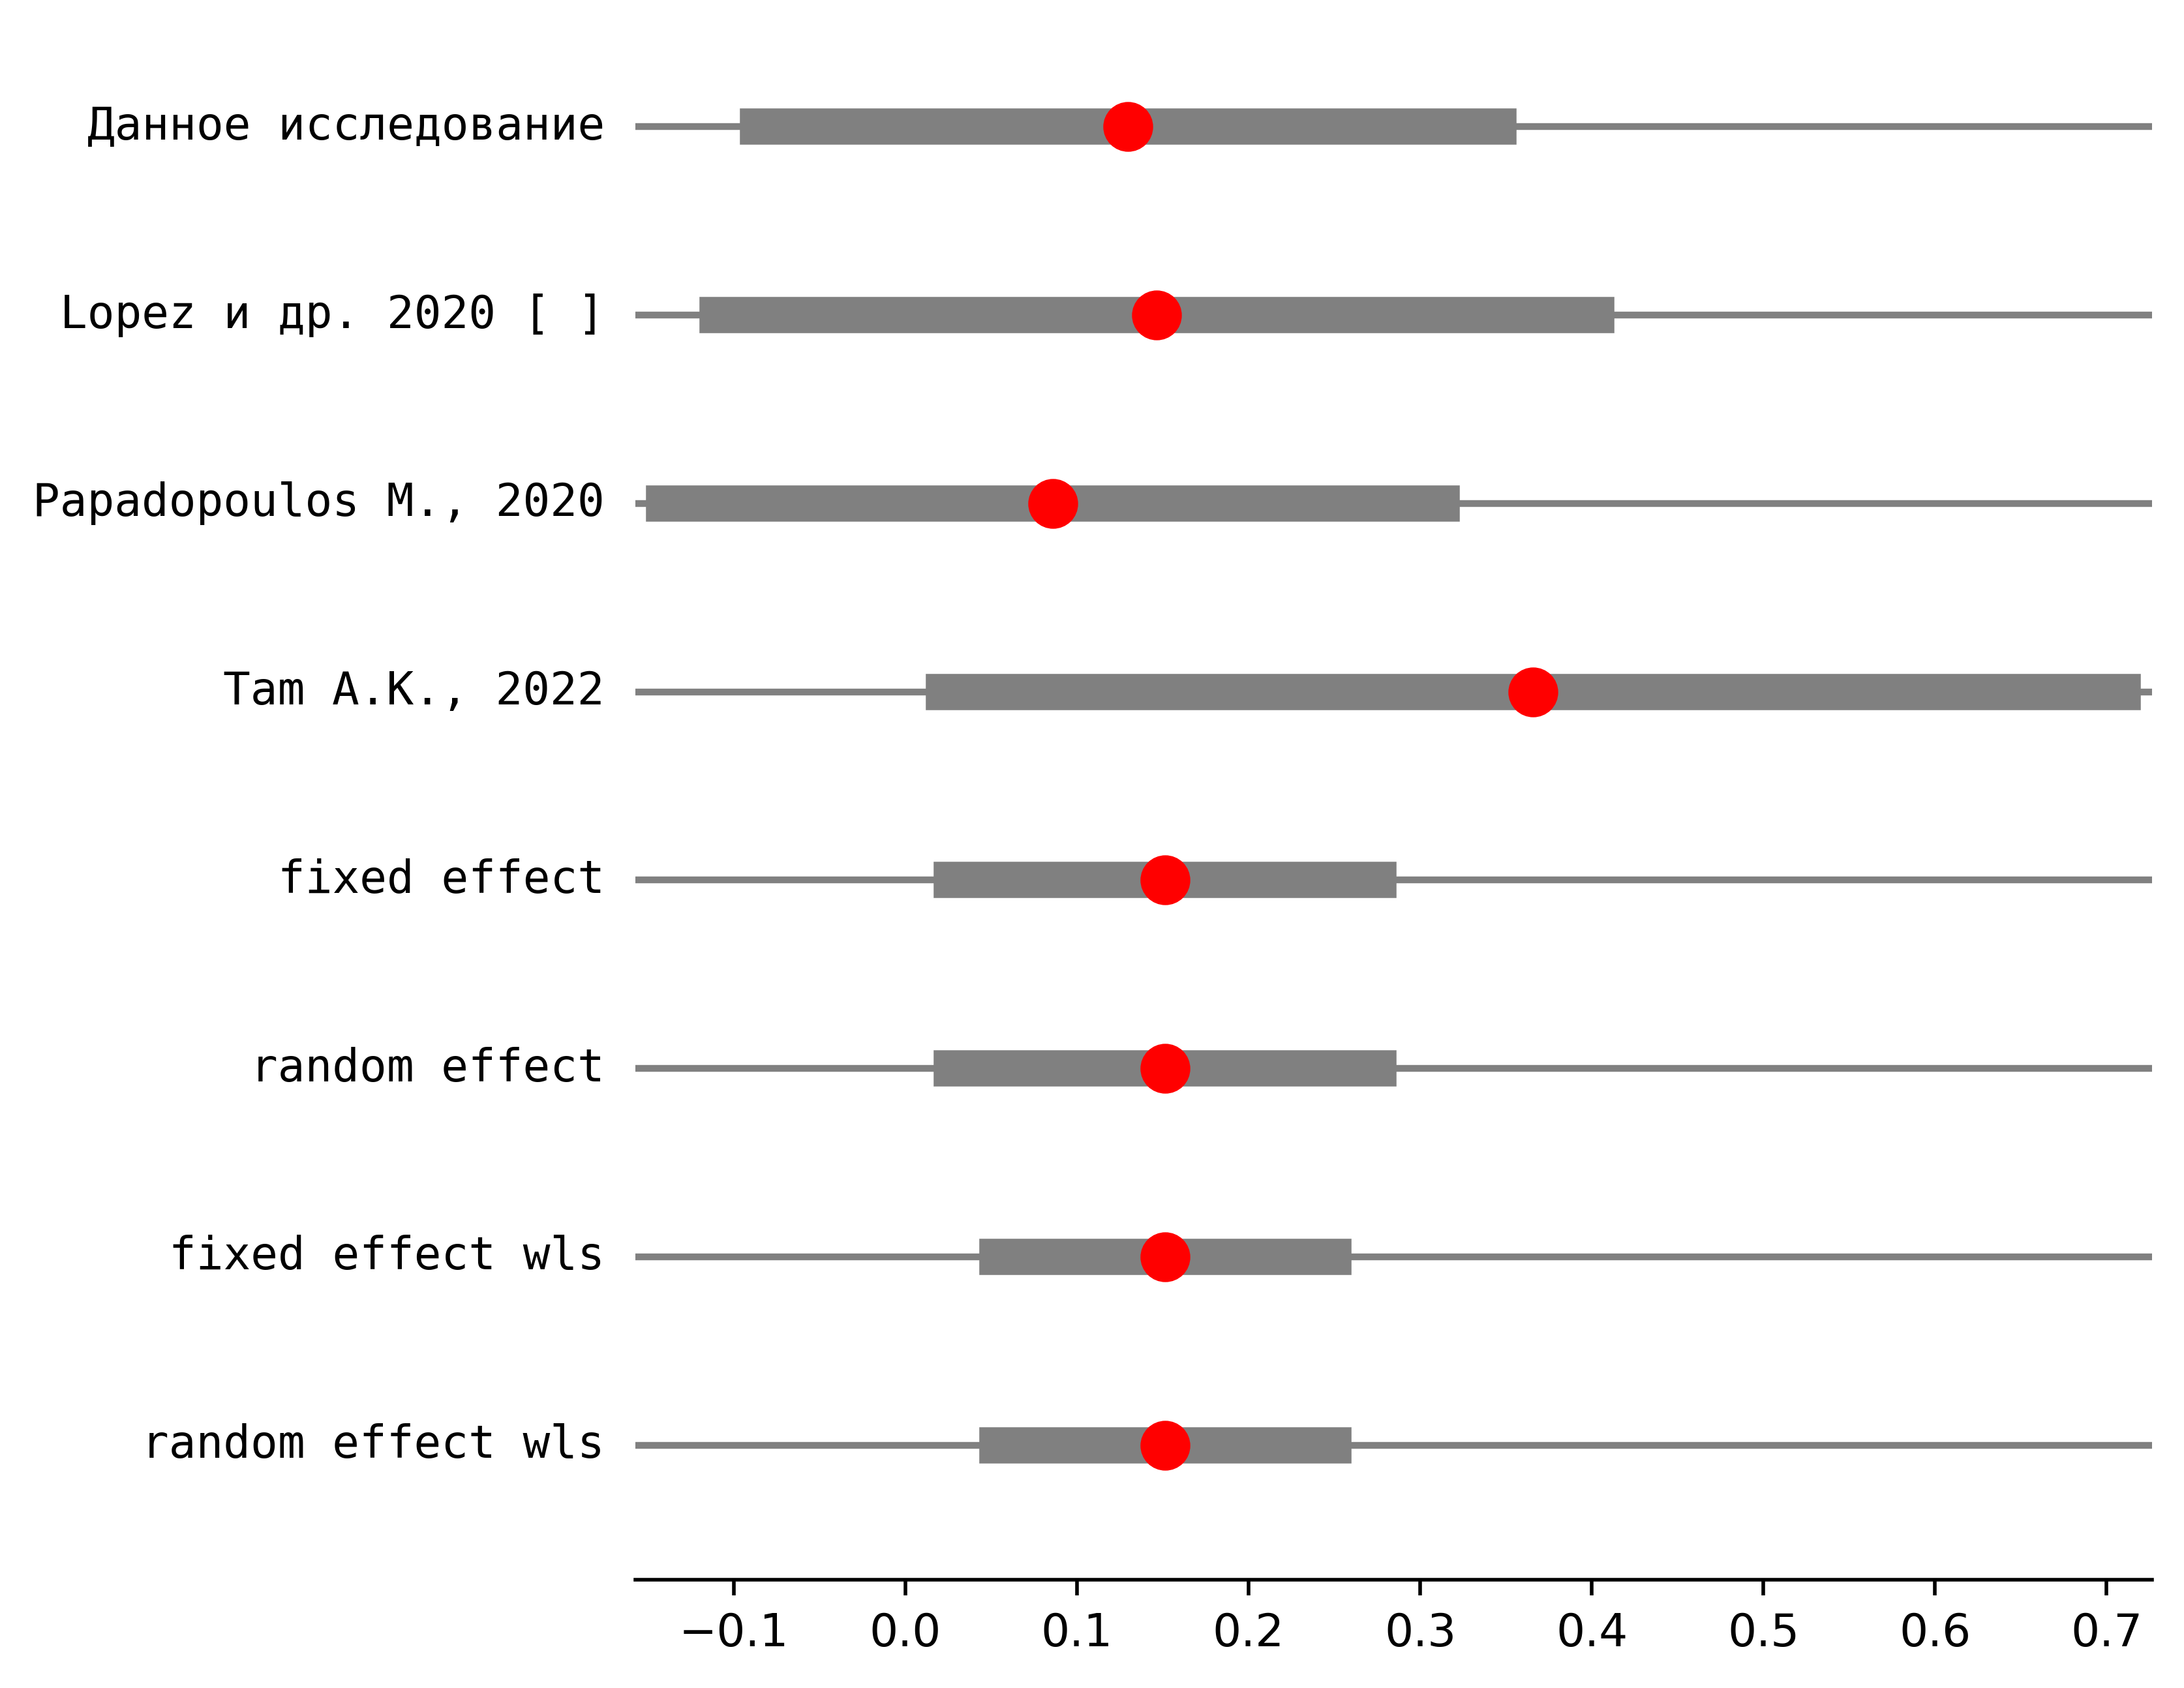 Данное исследование
Lopez и др. 2020 [ ]
Papadopoulos M., 2020
Tam A.K., 2022
fixed effect
random effect
fixed effect wls
random effect wls
−0.1 0.0 0.1 0.2 0.3 0.4 0.5 0.6 0.7